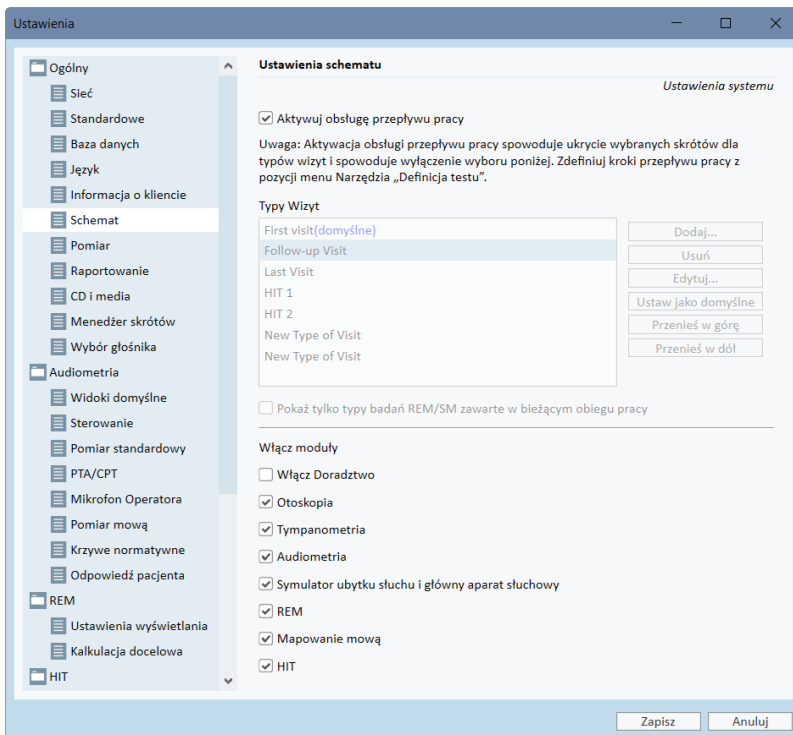 Ustawienia
Ogólny
Sieć
Standardowe
Baza danych
Język
Informacja o kliencie
Schemat
Pomiar
Raportowanie
CD i media
Menedżer skrótów
Wybór głośnika
Audiometria
Widoki domyślne
Sterowanie
Pomiar standardowy
PTA/CPT
Mikrofon Operatora
Pomiar mową
Krzywe normatywne
Odpowiedź pacjenta
REM
Ustawienia wyświetlania
Kalkulacja docelowa
HIT
Ustawienia schematu
Ustawienia systemu
Aktywuj obsługę przepływu pracy
Uwaga: Aktywacja obsługi przepływu pracy spowoduje ukrycie wybranych skrótów dla
typów wizyt i spowoduje wyłączenie wyboru poniżej. Zdefiniuj kroki przepływu pracy z
pozycji menu Narzędzia „Definicja testu”.
Typy Wizyt
First visit(domyślne)
Follow-up Visit
Last Visit
HIT 1
HIT 2
New Type of Visit
New Type of Visit
Dodaj...
Usuń
Edytuj...
Ustaw jako domyślne
Przenieś w górę
Przenieś w dół
Pokaż tylko typy badań REM/SM zawarte w bieżącym obiegu pracy
Włącz moduły
Włącz Doradztwo
Otoskopia
Tympanometria
Audiometria
Symulator ubytku słuchu i główny aparat słuchowy
REM
Mapowanie mową
HIT
Zapisz
Anuluj